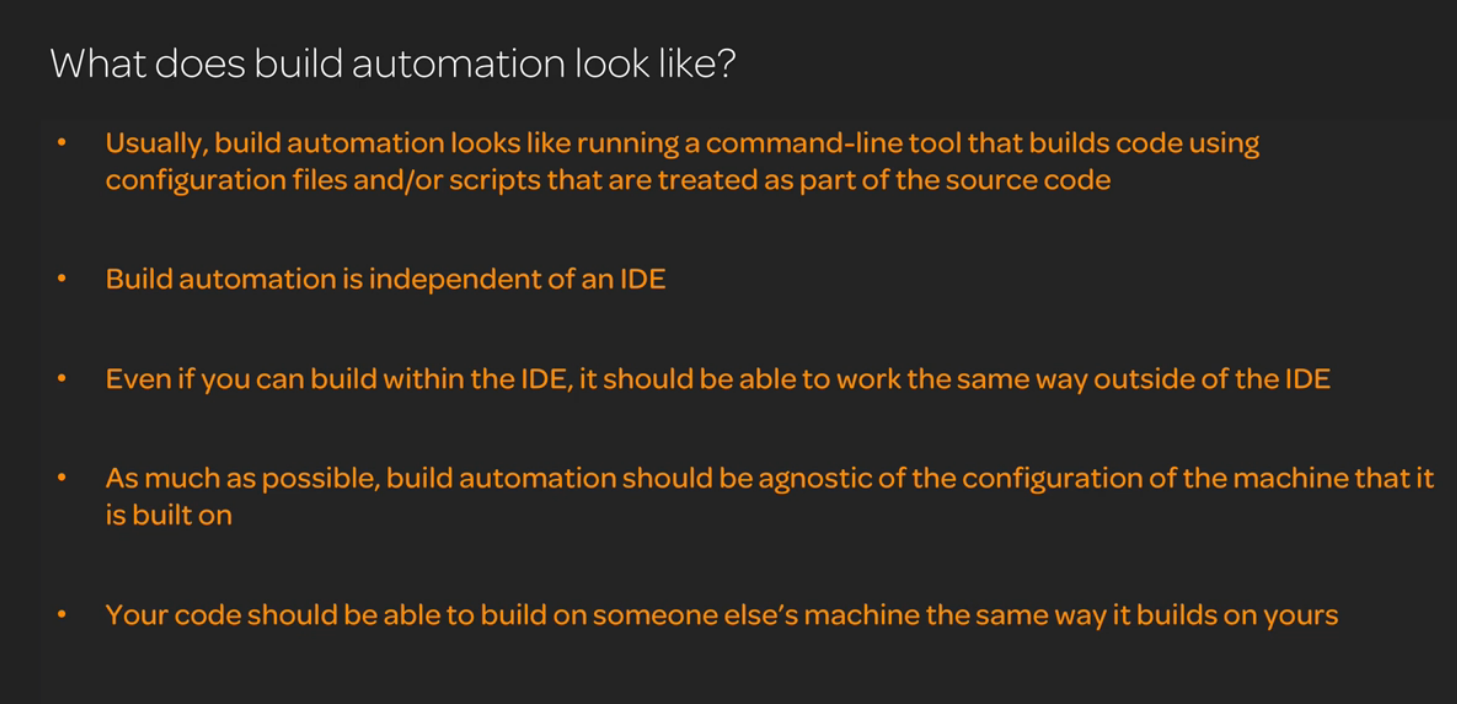 What does build automation look like?
• Usually, build automation looks like running a command-line tool that builds code using
configuration files and/or scripts that are treated as part of the source code
• Build automation is independent of an IDE
• Even if you can build within the IDE, it should be able to work the same way outside of the IDE
• As much as possible, build automation should be agnostic of the configuration of the machine that it
is built on
• Your code should be able to build on someone else’s machine the same way it builds on yours